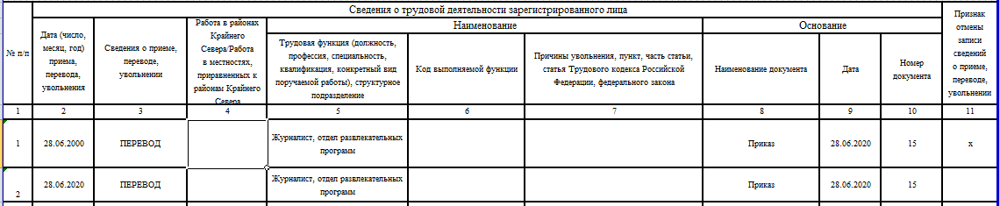 Сведения о трудовой деятельности зарегистрированного лица
№ п/п
Дата (число,
месяц, год)
приема,
перевода,
увольнения
Сведения о приеме,
переводе,
увольнении
Работа в районах
Крайнего
Севера/Работа
в местностях,
приравненных к
районам Крайнего
Севера
Наименование
Трудовая функция (должность,
профессия, специальность,
квалификация, конкретный вид
поручаемой работы), структурное
подразделение
Код выполняемой функции
Причины увольнения, пункт, часть статьи,
статья Трудового кодекса Российской
Федерации, федерального закона
Основание
Наименование документа
Дата
Номер
документа
Признак
отмены
записи
сведений
о приеме,
переводе,
увольнении
1 2 3 4 5 6 7 8 9 10 11
1 28.06.2000 ПЕРЕВОД
Журналист, отдел развлекательных
программ
Приказ 28.06.2020 15 х
2 28.06.2020 ПЕРЕВОД
Журналист, отдел развлекательных
программ
Приказ 28.06.2020 15